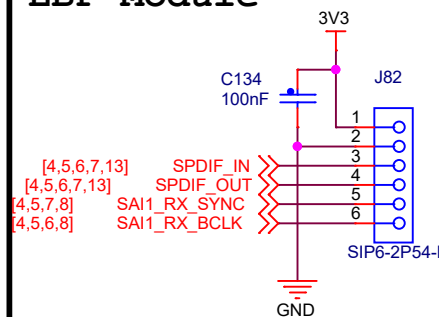 Module
3V3
C134
100nF
J82
1
2
[4,5,6,7,13] SPDIF_IN 3
[4,5,6,7,13] SPDIF_OUT 4
[4,5,7,8] SAI1_RX_SYNC 5
[4,5,6,8] SAI1_RX_BCLK 6
SIP6-2P54-
GND